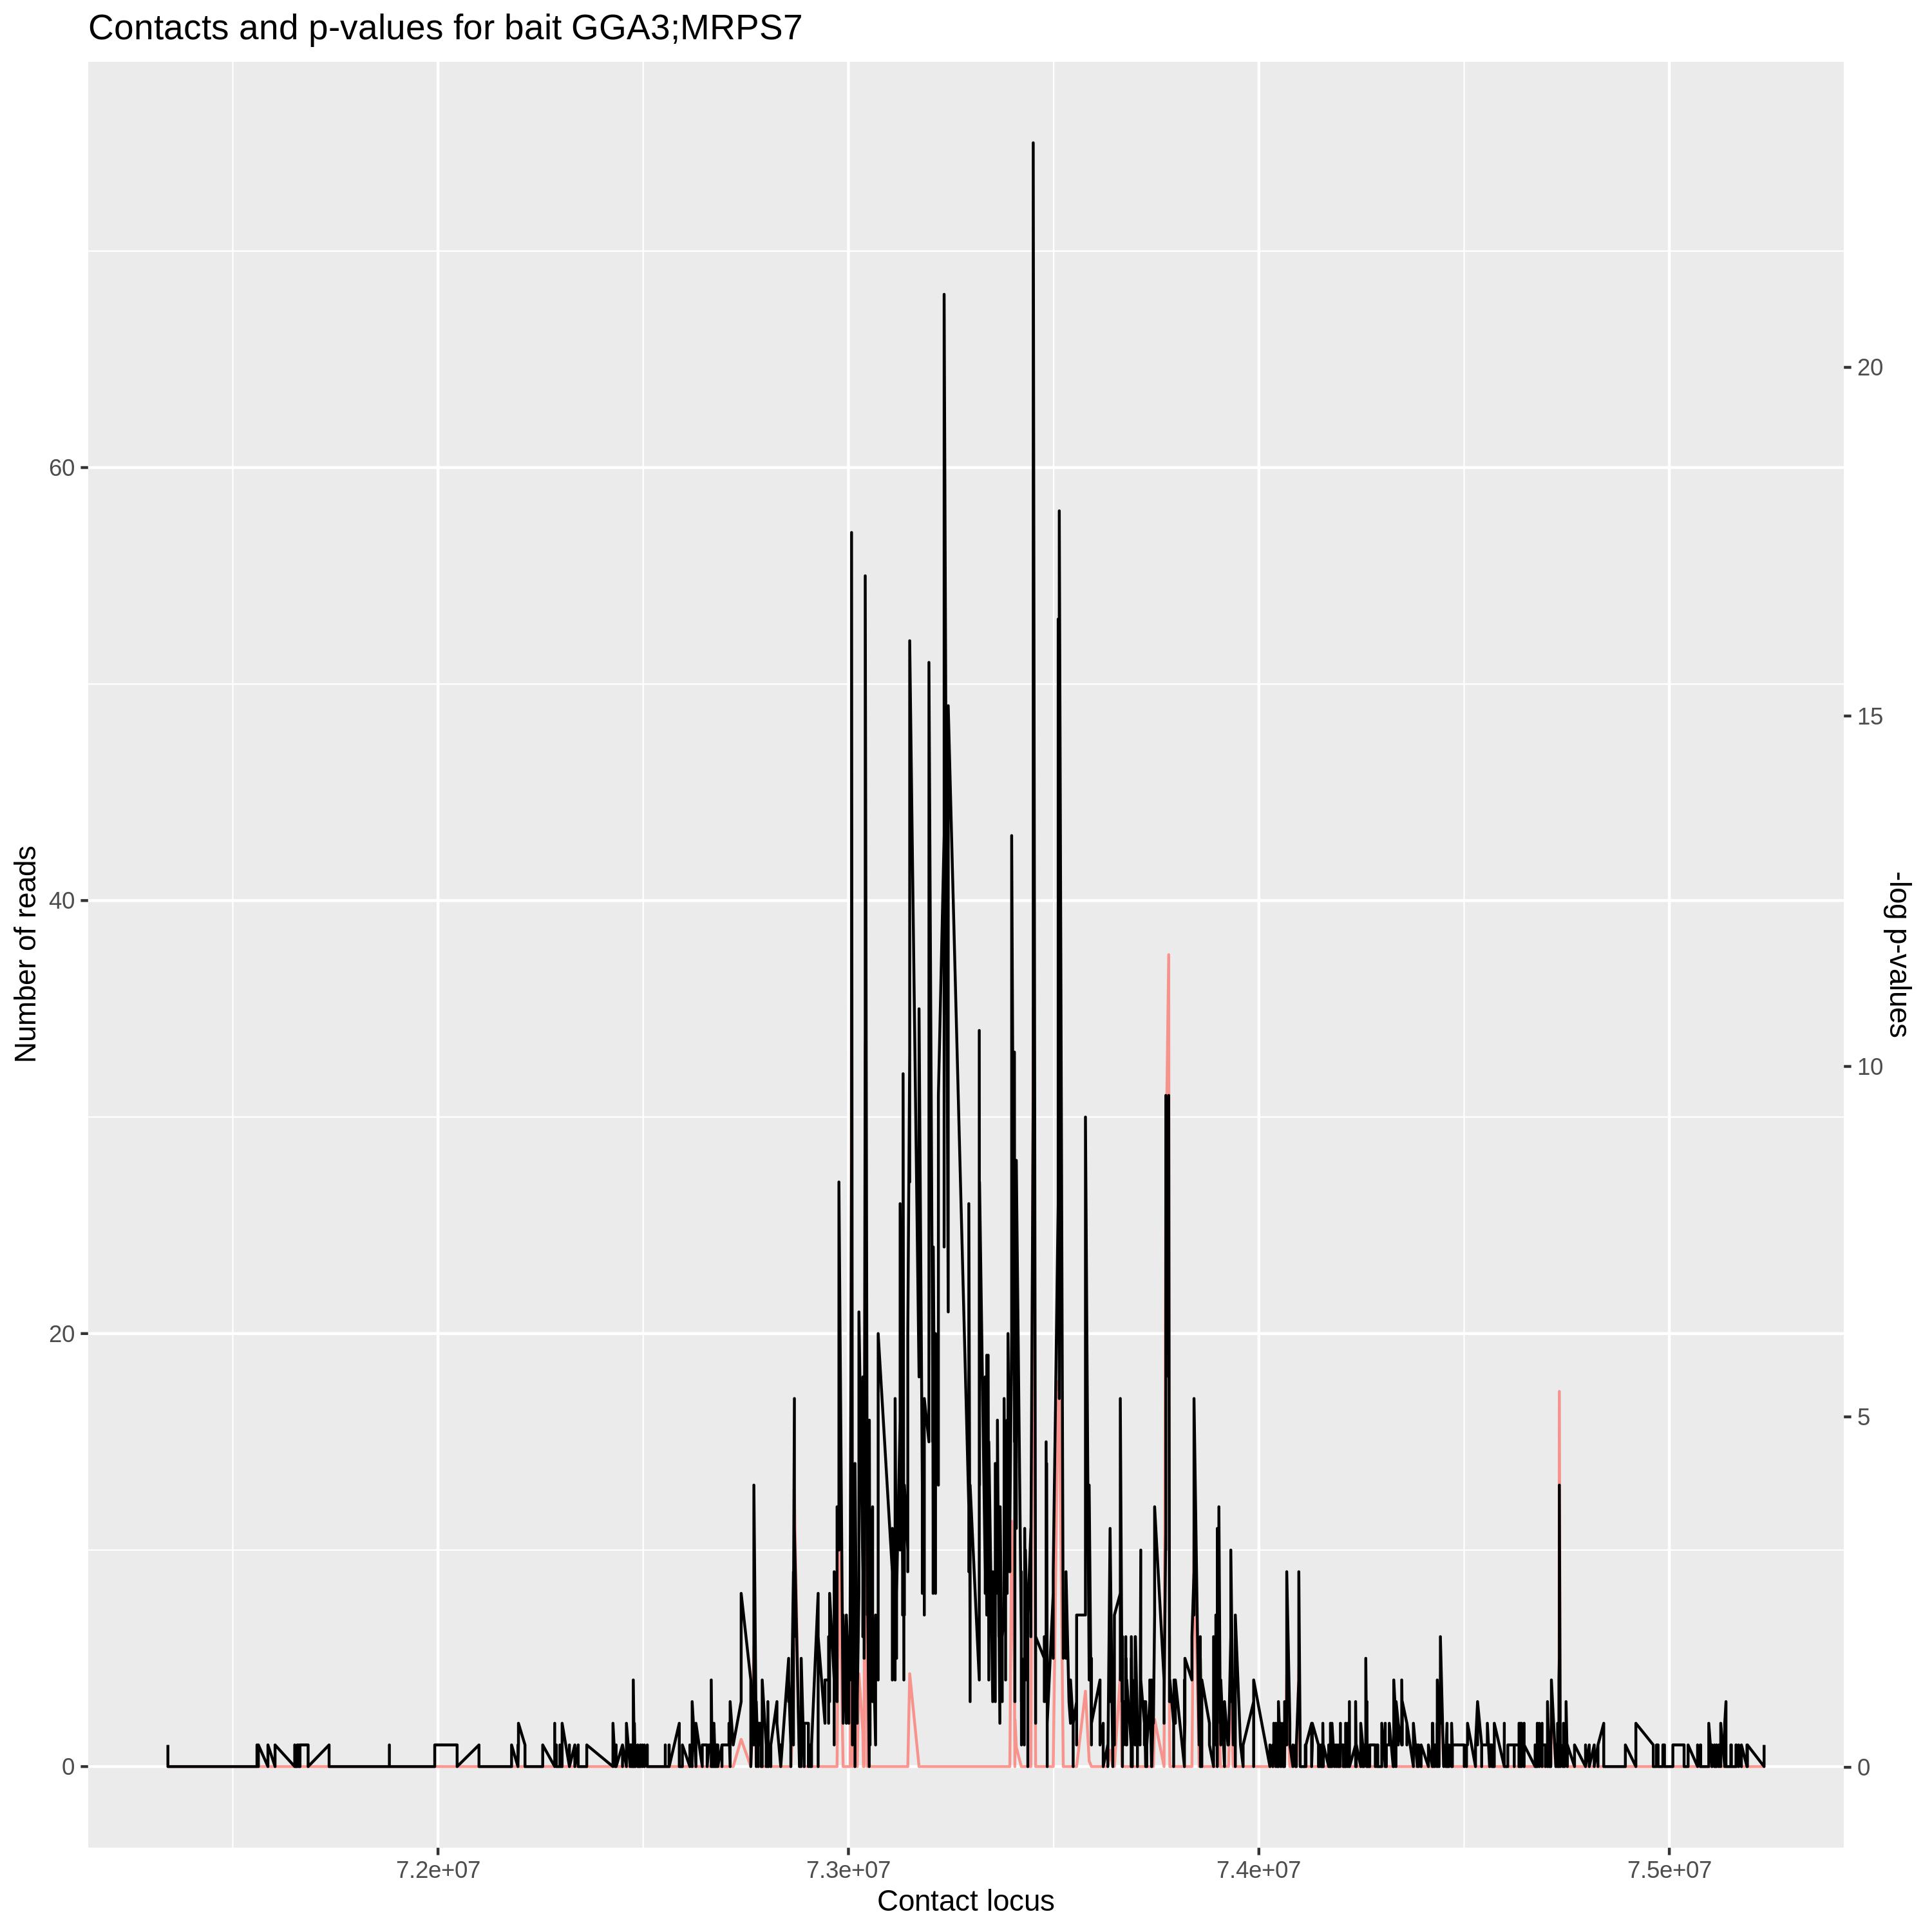 Contacts and p-values for bait GGA3;MRPS7
Number of reads
60
40
20
0
20
15
10
5
0
-log p-values
7.2e+07
7.3e+07
7.4e+07
7.5e+07
Contact locus